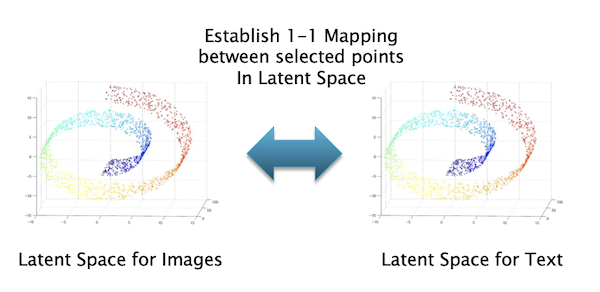 Establish 1-1 Mapping
between selected points
In Latent Space
Latent Space for Images
Latent Space for Text